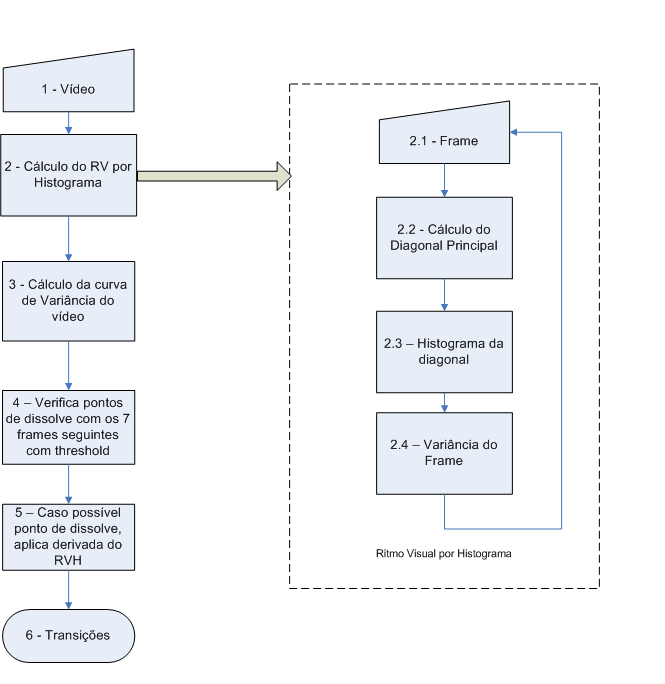 1 - Vídeo
2 - Cálculo do RV por
Histograma
3 - Cálculo da curva
de Variância do
vídeo
4 – Verifica pontos
de dissolve com os 7
frames seguintes
com threshold
5 – Caso possível
ponto de dissolve,
aplica derivada do
RVH
6 - Transições
2.1 - Frame
2.2 - Cálculo do
Diagonal Principal
2.3 – Histograma da
diagonal
2.4 – Variância do
Frame
Ritmo Visual por Histograma